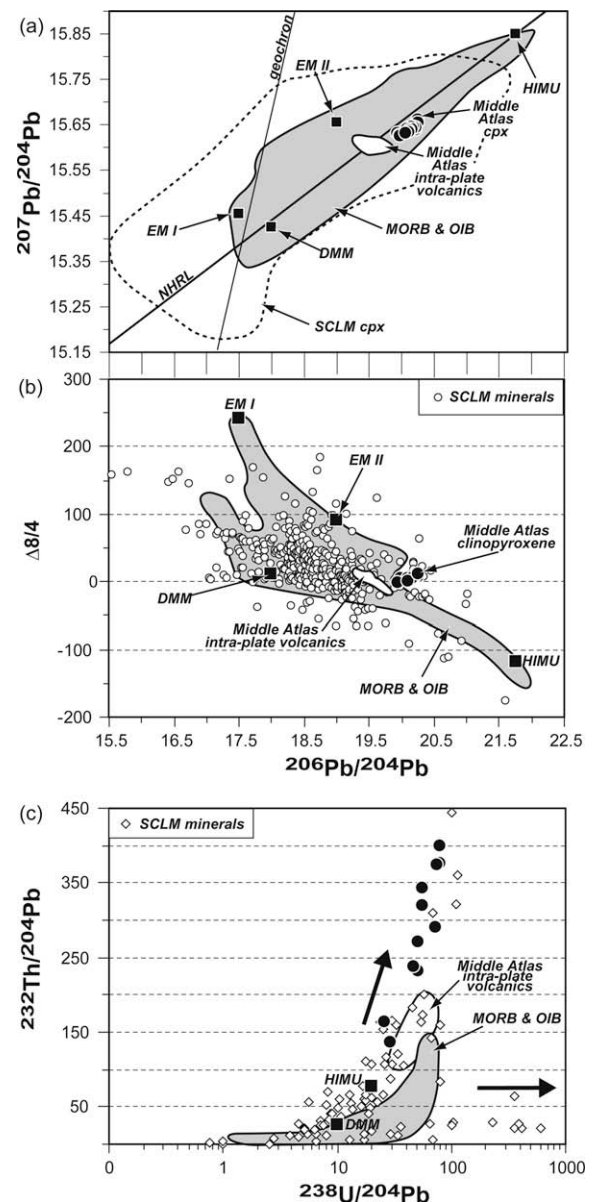 (a)
15.85
15.75
15.65
15.55
15.45
15.35
15.25
15.15
207Pb/204Pb
geochron
EM II
HIMU
Middle
Atlas
cpx
Middle
Atlas
intra-plate
volcanics
EM I
MORB & OIB
DMM
NHRL
SCLM cpx
(b)
300
200
100
0
-100
-200
Δ8/4
EM I
SCLM minerals
EM II
Middle Atlas
clinopyroxene
DMM
Middle Atlas
intra-plate volcanics
HIMU
MORB & OIB
15.5 16.5 17.5 18.5 19.5 20.5 21.5 22.5
206Pb/204Pb
(c)
450
350
250
150
50
232Th/204Pb
SCLM minerals
Middle Atlas
intra-plate
volcanics
MORB & OIB
HIMU
DMM
0 1 10 100 1000
238U/204Pb